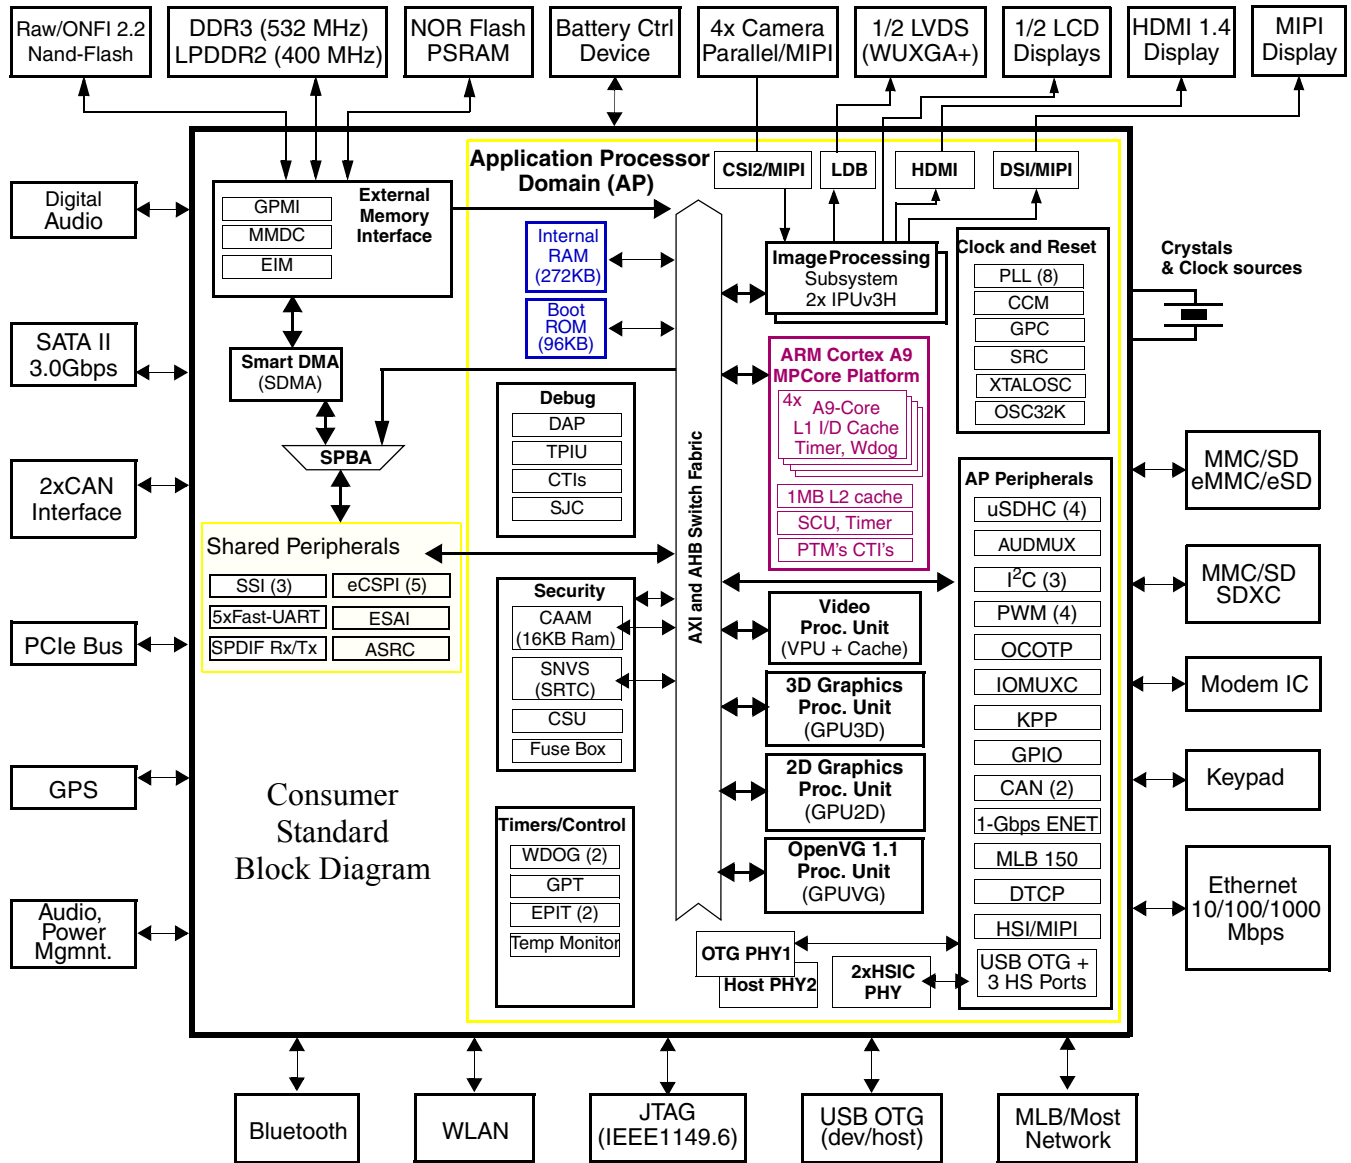 Raw/ONFI 2.2
Nand-Flash
DDR3 (532 MHz)
LPDDR2 (400 MHz)
NOR Flash
PSRAM
Battery Ctrl
Device
4x Camera
Parallel/MIPI
1/2 LVDS
(WUXGA+)
1/2 LCD
Displays
HDMI 1.4
Display
MIPI
Display
Digital
Audio
SATA II
3.0Gbps
2xCAN
Interface
PCIe Bus
GPS
Audio,
Power
Mgmnt.
External
Memory
Interface
GPMI
MMDC
EIM
Smart DMA
(SDMA)
SPBA
Shared Peripherals
SSI (3)
eCSPI (5)
5xFast-UART
ESAI
SPDIF Rx/Tx
ASRC
Consumer
Standard
Block Diagram
Application Processor
Domain (AP)
Internal
RAM
(272KB)
Boot
ROM
(96KB)
Debug
DAP
TPIU
CTIs
SJC
Security
CAAM
(16KB Ram)
SNVS
(SRTC)
CSU
Fuse Box
Timers/Control
WDOG (2)
GPT
EPIT (2)
Temp Monitor
AXI and AHB Switch Fabric
CSI2/MIPI
LDB
HDMI
DSI/MIPI
Image Processing
Subsystem
2x IPUv3H
ARM Cortex A9
MPCore Platform
4x
A9-Core
L1 I/D Cache
Timer, Wdog
1MB L2 cache
SCU, Timer
PTM's CTI's
Video
Proc. Unit
(VPU + Cache)
3D Graphics
Proc. Unit
(GPU3D)
2D Graphics
Proc. Unit
(GPU2D)
OpenVG 1.1
Proc. Unit
(GPUVG)
OTG PHY1
Host PHY2
2xHSIC
PHY
Clock and Reset
PLL (8)
CCM
GPC
SRC
XTALOSC
OSC32K
AP Peripherals
uSDHC (4)
AUDMUX
I²C (3)
PWM (4)
OCOTP
IOMUXC
KPP
GPIO
CAN (2)
1-Gbps ENET
MLB 150
DTCP
HSI/MIPI
USB OTG +
3 HS Ports
Crystals
& Clock sources
MMC/SD
eMMC/eSD
MMC/SD
SDXC
Modem IC
Keypad
Ethernet
10/100/1000
Mbps
Bluetooth
WLAN
JTAG
(IEEE1149.6)
USB OTG
(dev/host)
MLB/Most
Network